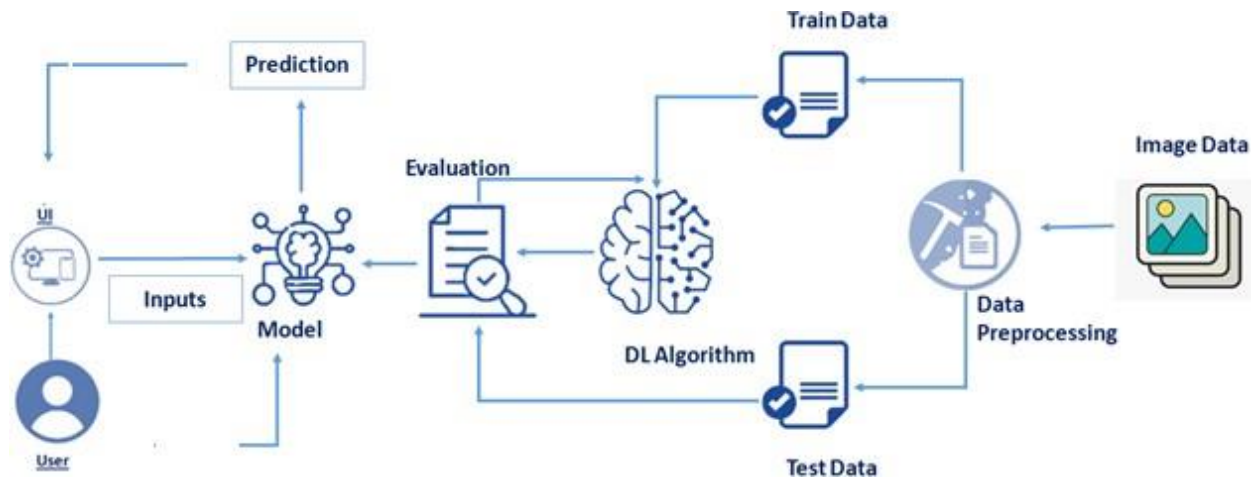 Train Data
Prediction
Image Data
Evaluation
UI
Inputs
Model
Data
Preprocessing
DL Algorithm
User
Test Data